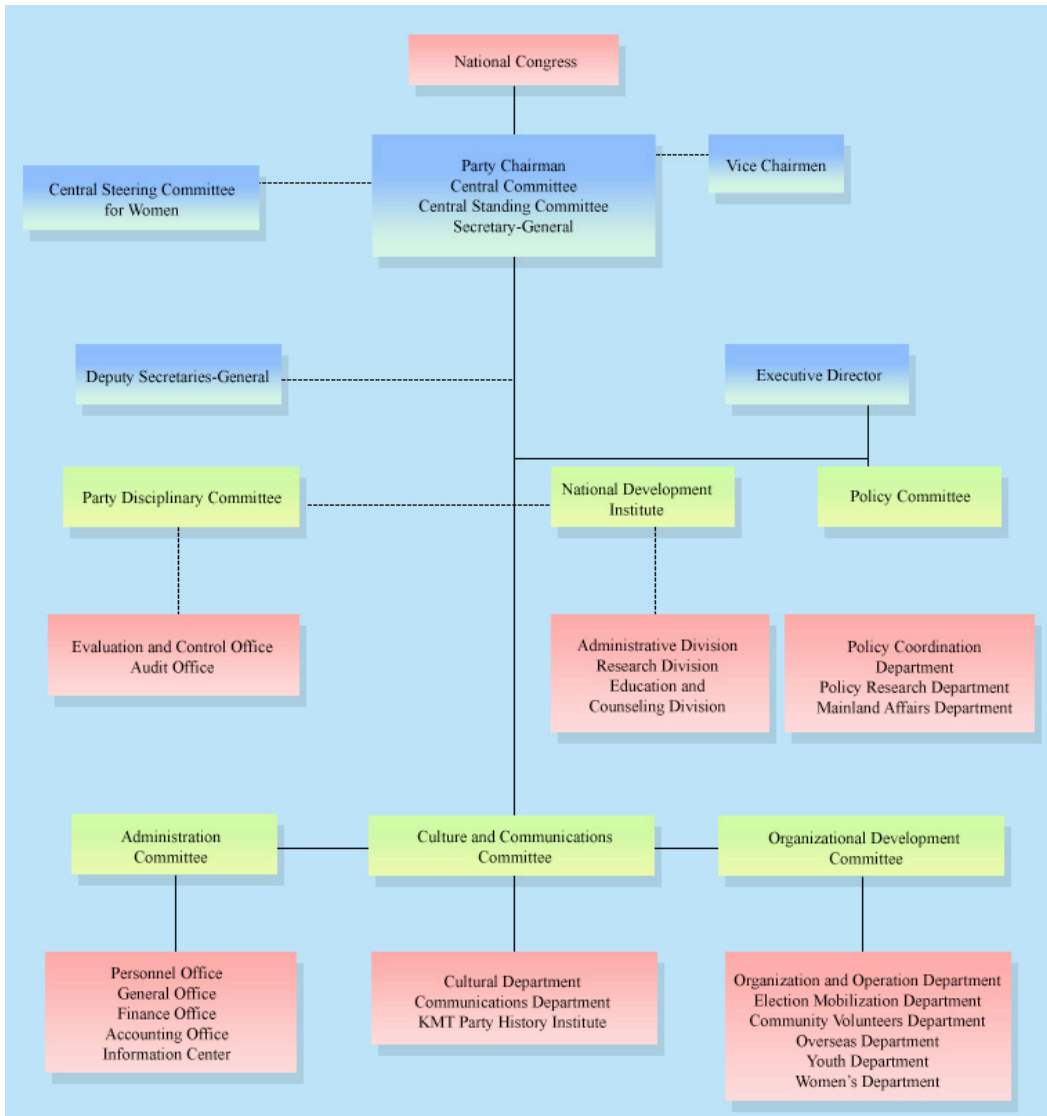 National Congress
Party Chairman
Central Committee
Central Standing Committee
Secretary-General
Vice Chairmen
Central Steering Committee
for Women
Deputy Secretaries-General
Executive Director
Party Disciplinary Committee
National Development
Institute
Policy Committee
Evaluation and Control Office
Audit Office
Administrative Division
Research Division
Education and
Counseling Division
Policy Coordination
Department
Policy Research Department
Mainland Affairs Department
Administration
Committee
Culture and Communications
Committee
Organizational Development
Committee
Personnel Office
General Office
Finance Office
Accounting Office
Information Center
Cultural Department
Communications Department
KMT Party History Institute
Organization and Operation Department
Election Mobilization Department
Community Volunteers Department
Overseas Department
Youth Department
Women’s Department